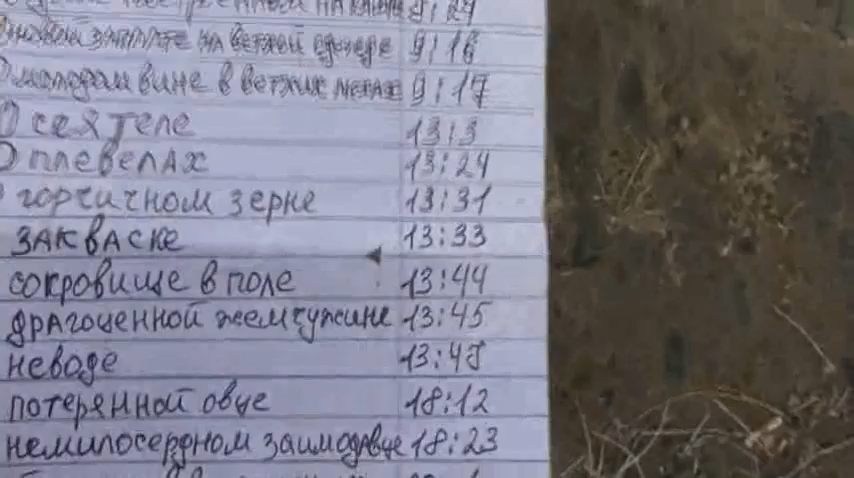 9:24
новой заплате на ветхой одежде 9:16
О молодом вине в ветхих мехах 9:17
О сеятеле 13:3
О плевелах 13:24
горчичном зерне 13:31
закваске 13:33
сокровище в поле 13:44
драгоценной жемчужине 13:45
неводе 13:47
потерянной овце 18:12
немилосердном заимодавце 18:23